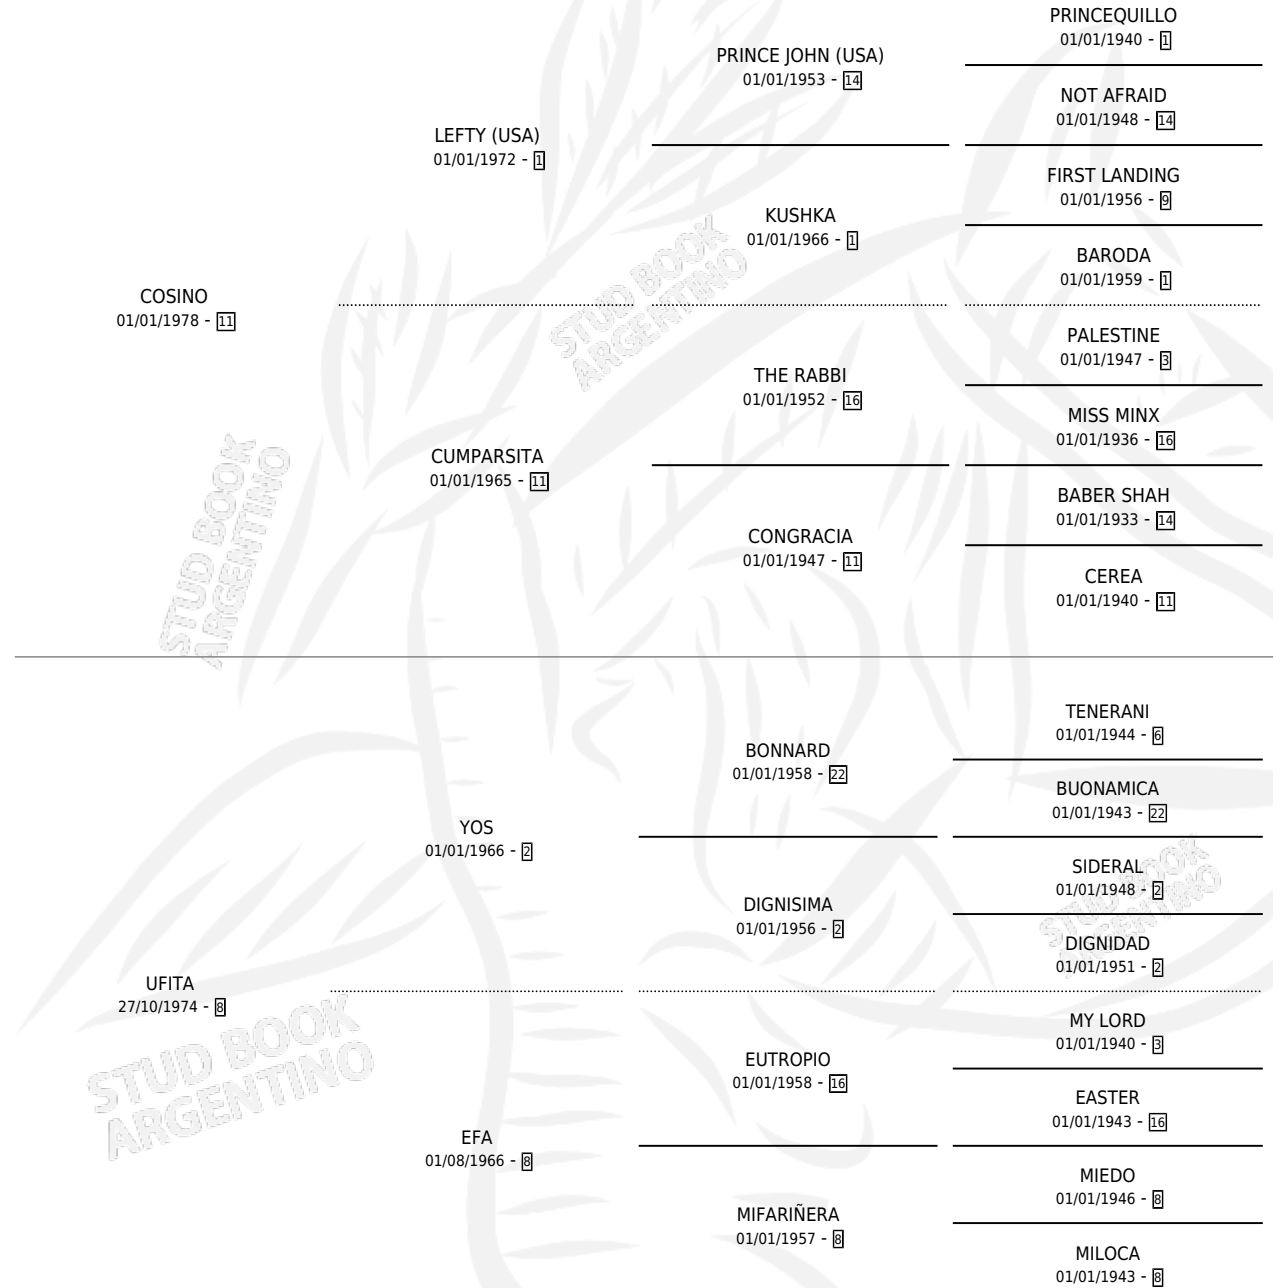 PRINCEQUILLO
01/01/1940 - 1
PRINCE JOHN (USA)
01/01/1953 - 14
NOT AFRAID
01/01/1948 - 14
LEFTY (USA)
01/01/1972 - 1
FIRST LANDING
01/01/1956 - 9
KUSHKA
01/01/1966 - 1
BARODA
01/01/1959 - 1
COSINO
01/01/1978 - 11
PALESTINE
01/01/1947 - 3
THE RABBI
01/01/1952 - 16
MISS MINX
01/01/1936 - 16
CUMPARSITA
01/01/1965 - 11
BABER SHAH
01/01/1933 - 14
CONGRACIA
01/01/1947 - 11
CEREA
01/01/1940 - 11
TENERANI
01/01/1944 - 6
BONNARD
01/01/1958 - 22
BUONAMICA
01/01/1943 - 22
YOS
01/01/1966 - 2
SIDERAL
01/01/1948 - 2
DIGNISIMA
01/01/1956 - 2
DIGNIDAD
01/01/1951 - 2
UFITA
27/10/1974 - 8
MY LORD
01/01/1940 - 3
EUTROPIO
01/01/1958 - 16
EASTER
01/01/1943 - 16
EFA
01/08/1966 - 8
MIEDO
01/01/1946 - 8
MIFARIÑERA
01/01/1957 - 8
MILOCA
01/01/1943 - 8
STUD BOOK
ARGENTINO
STUD BOOK
ARGENTINO
STUD BOOK
ARGENTINO
STUD BOOK
ARGENTINO